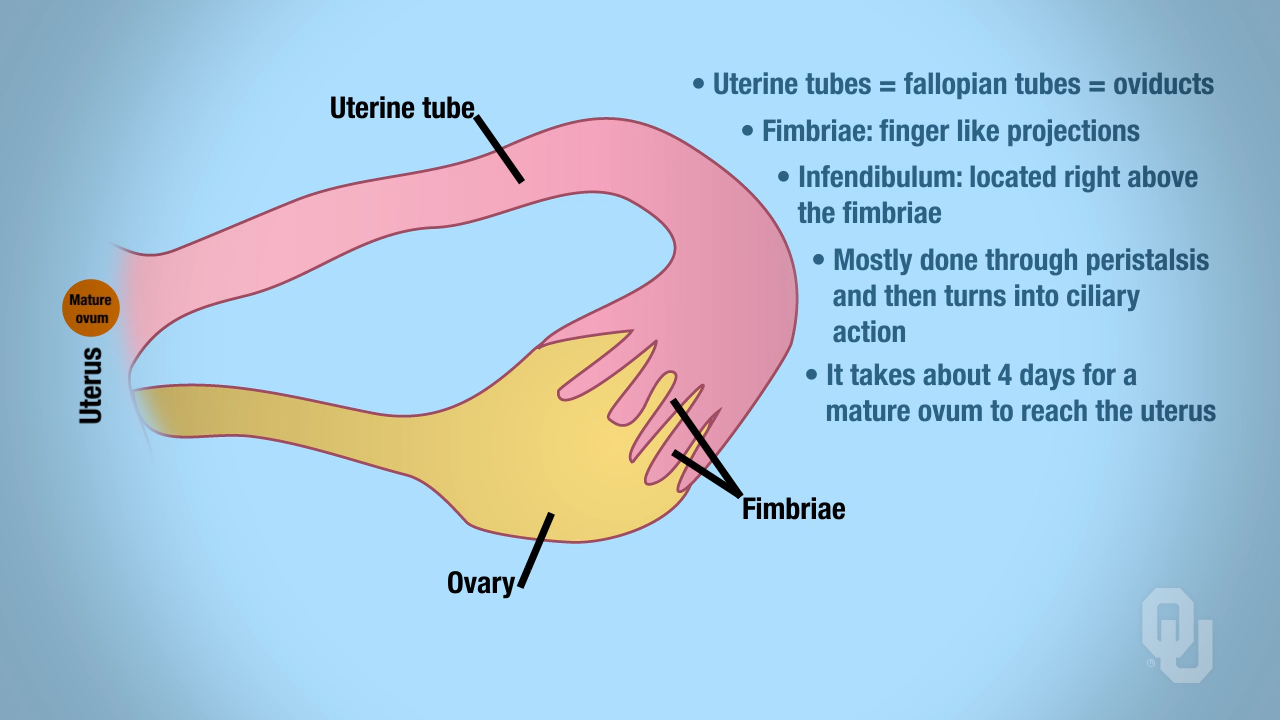 Uterine tube
Mature
ovum
Uterus
Ovary
Fimbriae
• Uterine tubes = fallopian tubes = oviducts
• Fimbriae: finger like projections
• Infendibulum: located right above
the fimbriae
• Mostly done through peristalsis
and then turns into ciliary
action
• It takes about 4 days for a
mature ovum to reach the uterus
OU
®